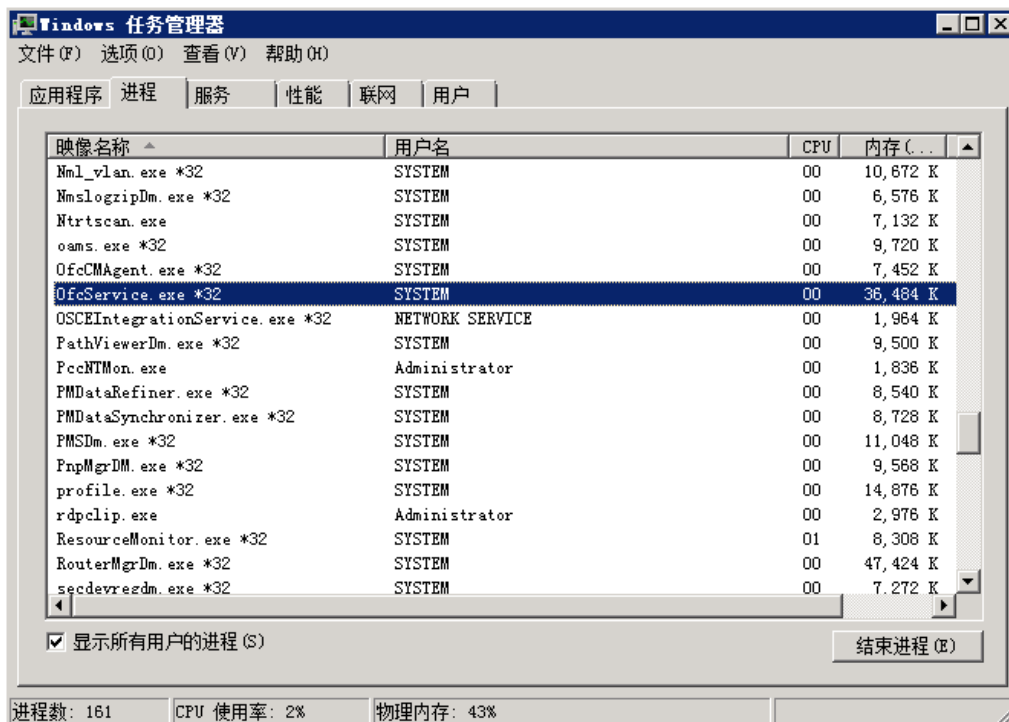 Windows 任务管理器
文件(F) 选项(O) 查看(V) 帮助(H)
应用程序 进程 服务 性能 联网 用户
映像名称 用户名 CPU 内存(...
Nml_vlan.exe *32 SYSTEM 00 10,672 K
NmslogzipDm.exe *32 SYSTEM 00 6,576 K
Ntrtscan.exe SYSTEM 00 7,132 K
oams.exe *32 SYSTEM 00 9,720 K
OfcCMAgent.exe *32 SYSTEM 00 7,452 K
OfcService.exe *32 SYSTEM 00 36,484 K
OSCEIntegrationService.exe *32 NETWORK SERVICE 00 1,964 K
PathViewerDm.exe *32 SYSTEM 00 9,500 K
PccNTMon.exe Administrator 00 1,836 K
PMDataRefiner.exe *32 SYSTEM 00 8,540 K
PMDataSynchronizer.exe *32 SYSTEM 00 8,728 K
PMSDm.exe *32 SYSTEM 00 11,048 K
PnpMgrDM.exe *32 SYSTEM 00 9,568 K
profile.exe *32 SYSTEM 00 14,876 K
rdpclip.exe Administrator 00 2,976 K
ResourceMonitor.exe *32 SYSTEM 01 8,308 K
RouterMgrDm.exe *32 SYSTEM 00 47,424 K
secdevregdm.exe *32 SYSTEM 00 7,272 K
显示所有用户的进程(S) 结束进程(E)
进程数: 161 CPU 使用率: 2% 物理内存: 43%